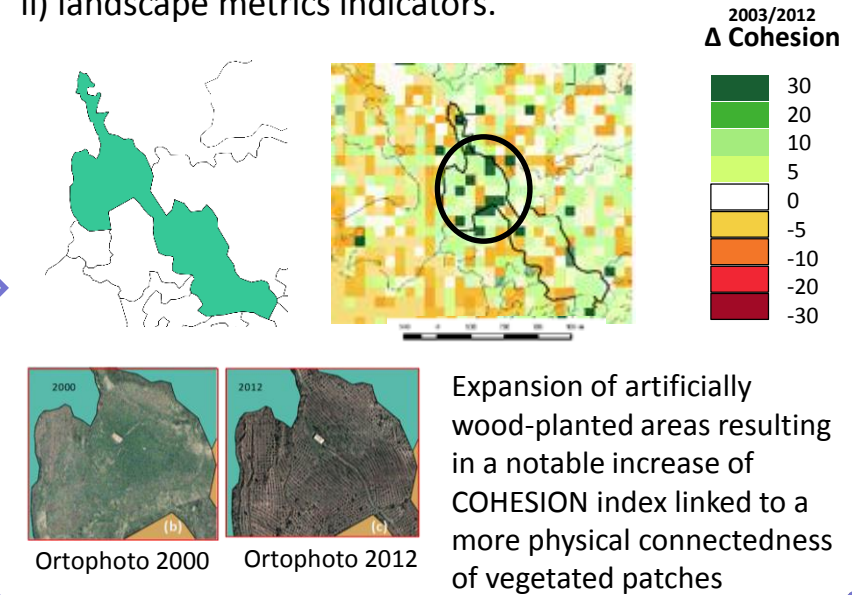 ii) landscape metrics indicators.
2003/2012
Δ Cohesion
30
20
10
5
0
-5
-10
-20
-30
2000
2012
(b)
(c)
Ortophoto 2000
Ortophoto 2012
Expansion of artificially
wood-planted areas resulting
in a notable increase of
COHESION index linked to a
more physical connectedness
of vegetated patches